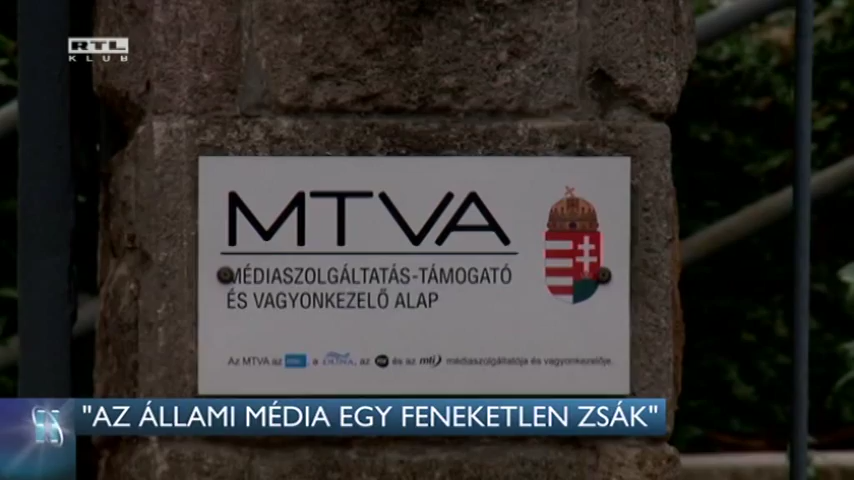 RTL
KLUB
MTVA
MÉDIASZOLGÁLTATÁS-TÁMOGATÓ
ÉS VAGYONKEZELŐ ALAP
Az MTVA az a DUNA, az és az mti médiaszolgáltatója és vagyonkezelője.
"AZ ÁLLAMI MÉDIA EGY FENEKETLEN ZSÁK"